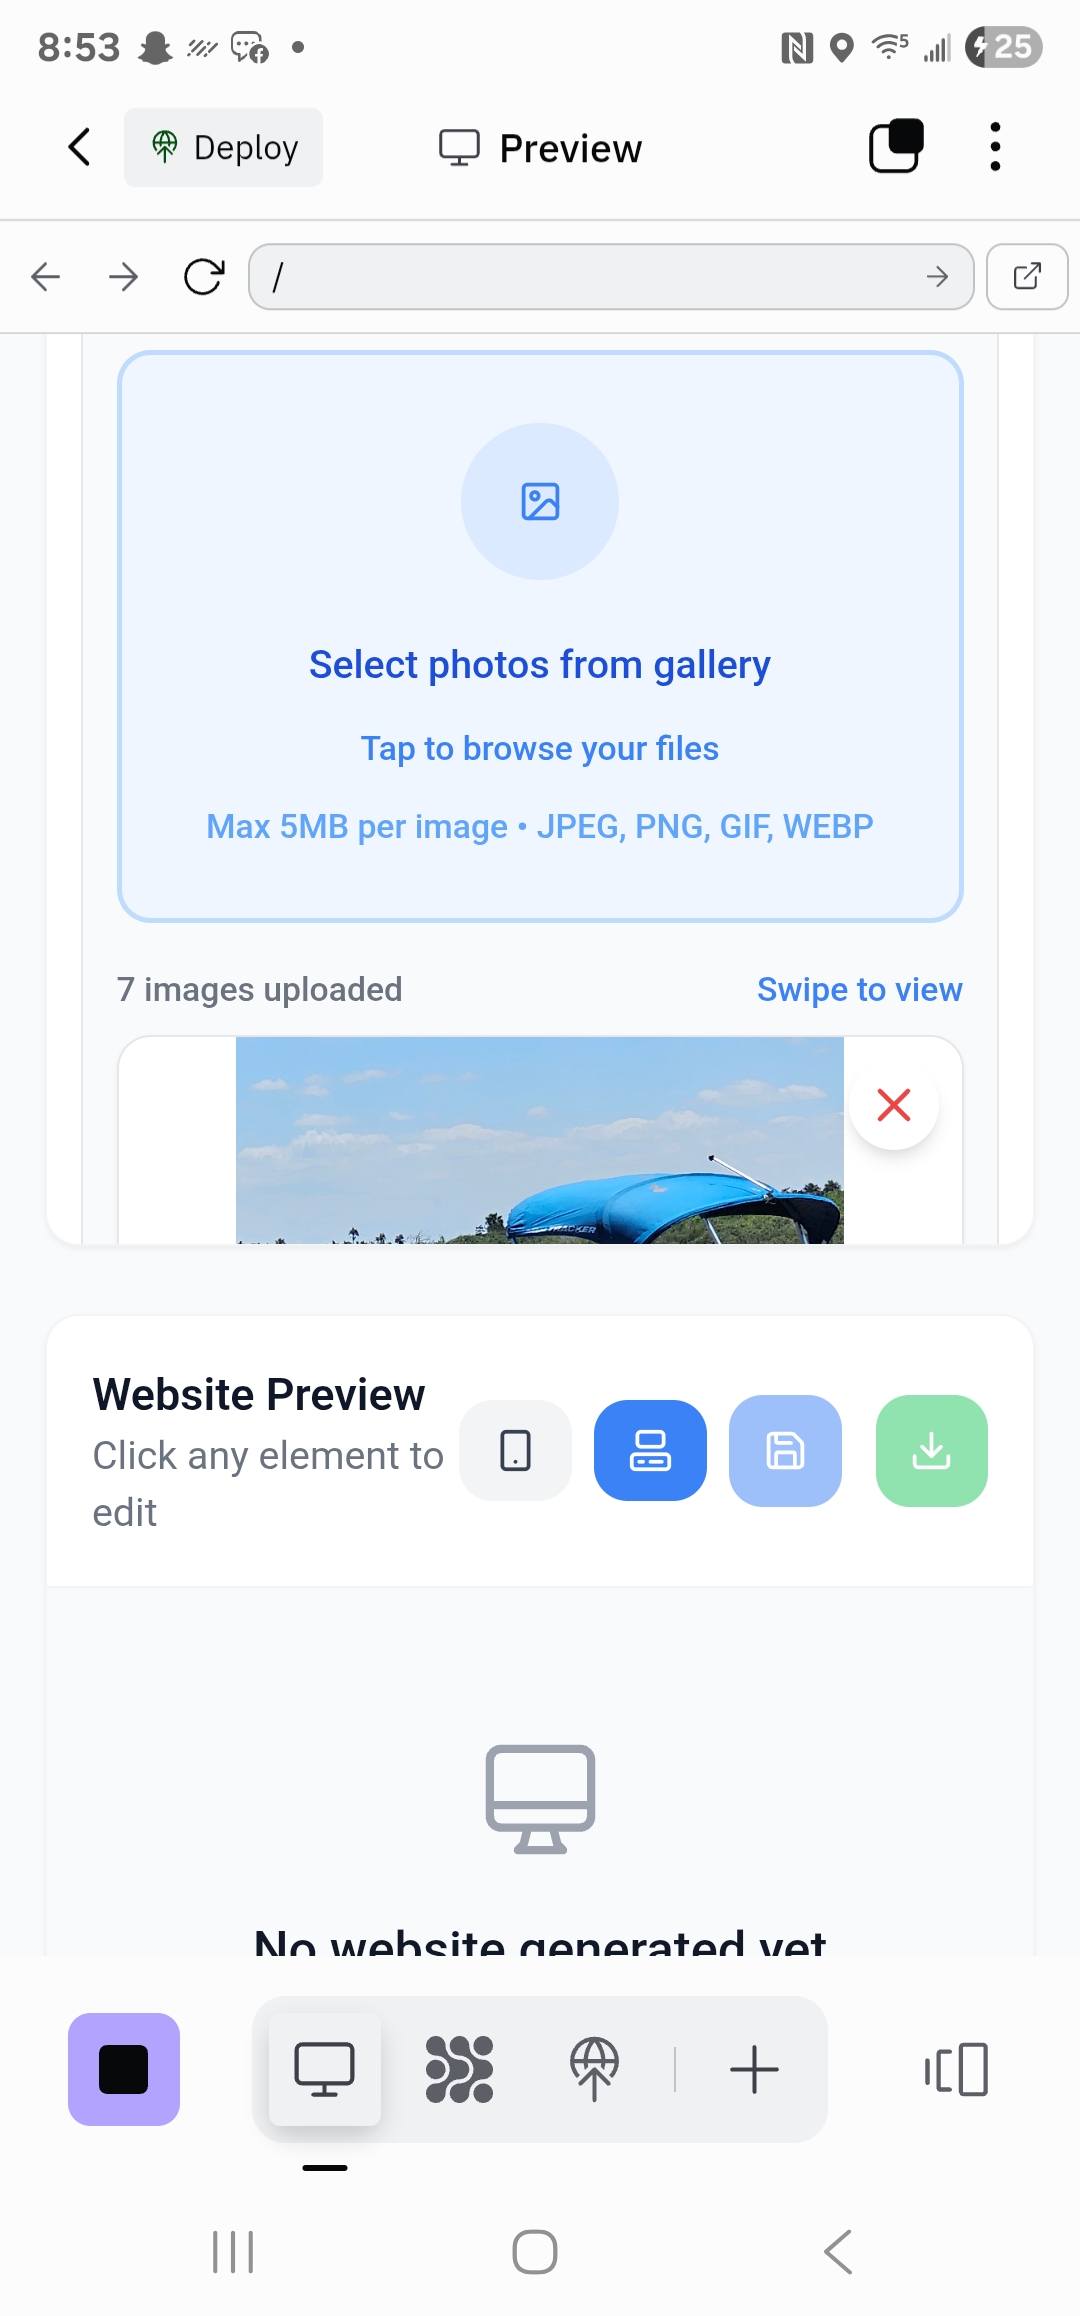 8:53
5
25
Deploy
Preview
/
Select photos from gallery
Tap to browse your files
Max 5MB per image • JPEG, PNG, GIF, WEBP
7 images uploaded
Swipe to view
TRACKER
Website Preview
Click any element to
edit
No website generated yet